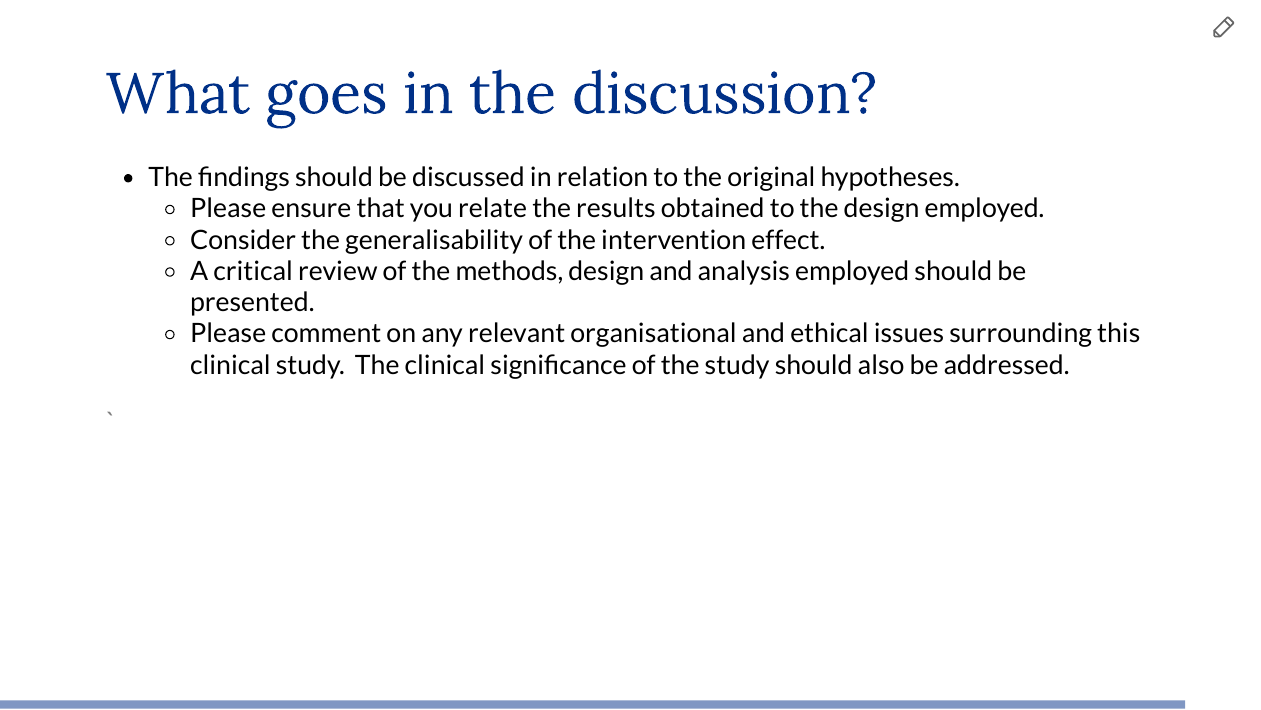 What goes in the discussion?
• The findings should be discussed in relation to the original hypotheses.
○ Please ensure that you relate the results obtained to the design employed.
○ Consider the generalisability of the intervention effect.
○ A critical review of the methods, design and analysis employed should be
presented.
○ Please comment on any relevant organisational and ethical issues surrounding this
clinical study.  The clinical significance of the study should also be addressed.
`